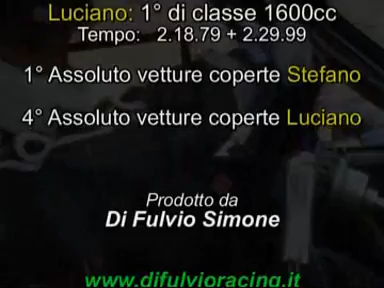 Luciano: 1° di classe 1600cc
Tempo: 2.18.79 + 2.29.99
1° Assoluto vetture coperte Stefano
4° Assoluto vetture coperte Luciano
Prodotto da
Di Fulvio Simone
www.difulvioracing.it